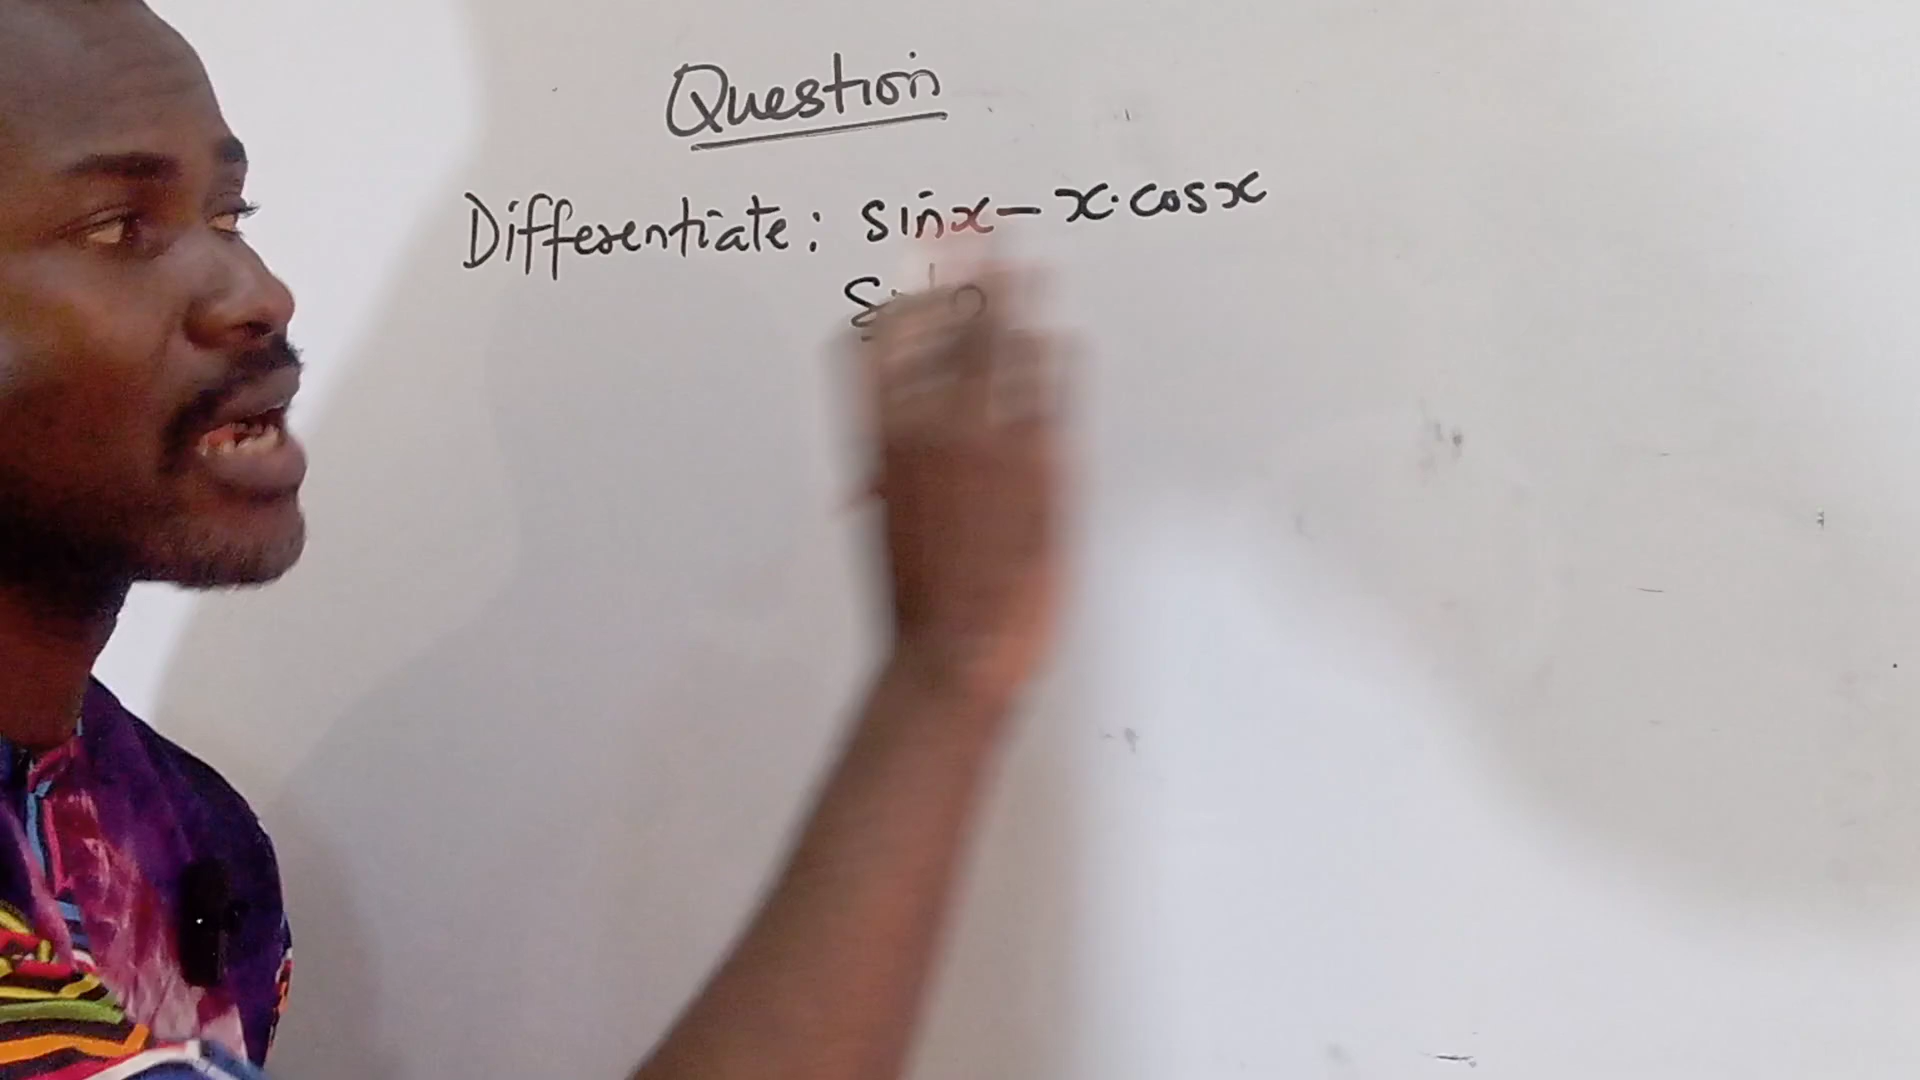 Question
Differentiate: sinx - x·cosx